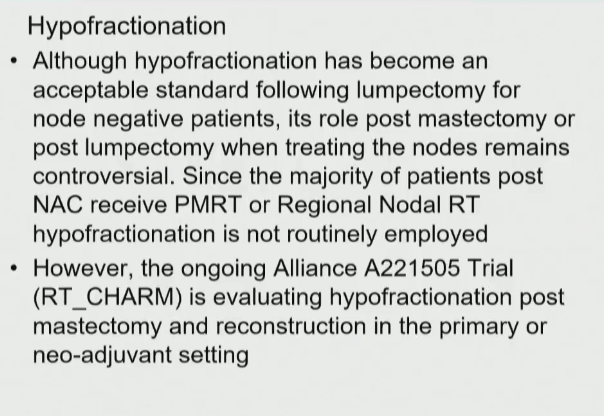 Hypofractionation
• Although hypofractionation has become an
acceptable standard following lumpectomy for
node negative patients, its role post mastectomy or
post lumpectomy when treating the nodes remains
controversial. Since the majority of patients post
NAC receive PMRT or Regional Nodal RT
hypofractionation is not routinely employed
• However, the ongoing Alliance A221505 Trial
(RT_CHARM) is evaluating hypofractionation post
mastectomy and reconstruction in the primary or
neo-adjuvant setting